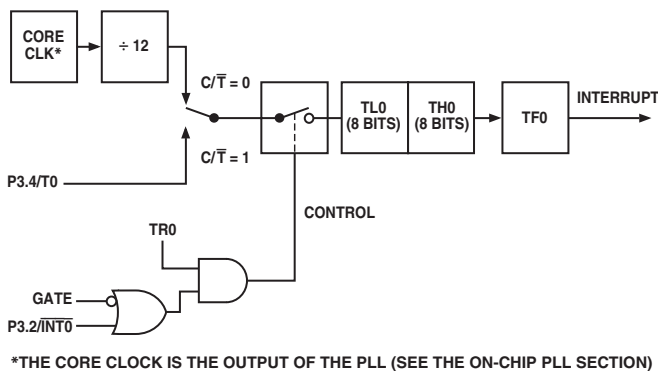 CORE
CLK*
÷ 12
C/T̅ = 0
TL0
(8 BITS)
TH0
(8 BITS)
TF0
INTERRUPT
C/T̅ = 1
P3.4/T0
CONTROL
TR0
GATE
P3.2/I̅N̅T̅0̅
*THE CORE CLOCK IS THE OUTPUT OF THE PLL (SEE THE ON-CHIP PLL SECTION)